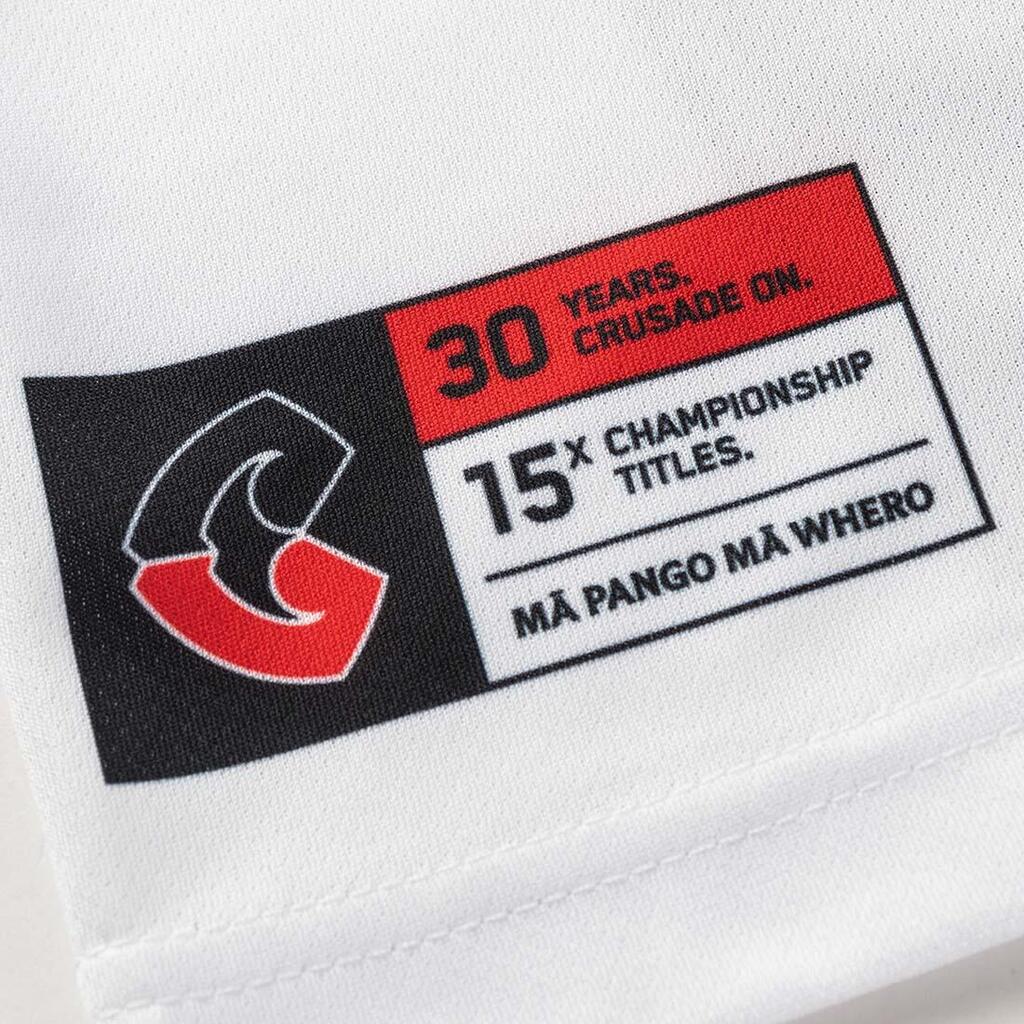 30 YEARS.
CRUSADE ON.
15X CHAMPIONSHIP
TITLES.
MĀ PANGO MĀ WHERO